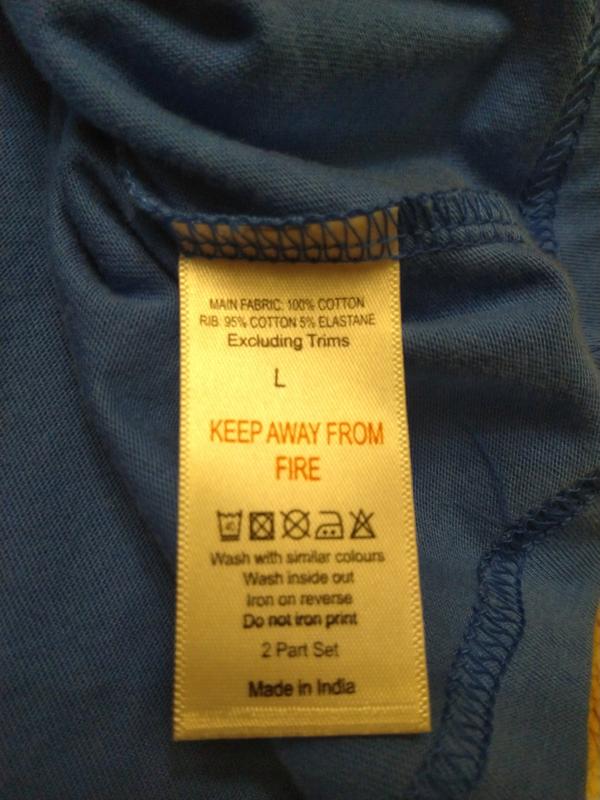 MAIN FABRIC: 100% COTTON
RIB: 95% COTTON 5% ELASTANE
Excluding Trims
L
KEEP AWAY FROM
FIRE
40
Wash with similar colours
Wash inside out
Iron on reverse
Do not iron print
2 Part Set
Made in India